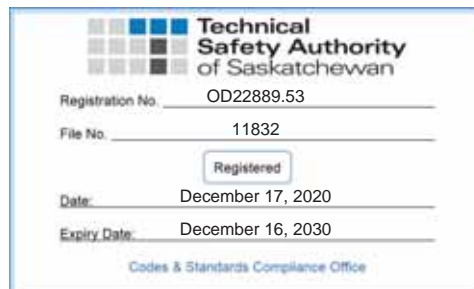 Technical
Safety Authority
of Saskatchewan
Registration No. OD22889.53
File No. 11832
Registered
Date: December 17, 2020
Expiry Date: December 16, 2030
Codes & Standards Compliance Office